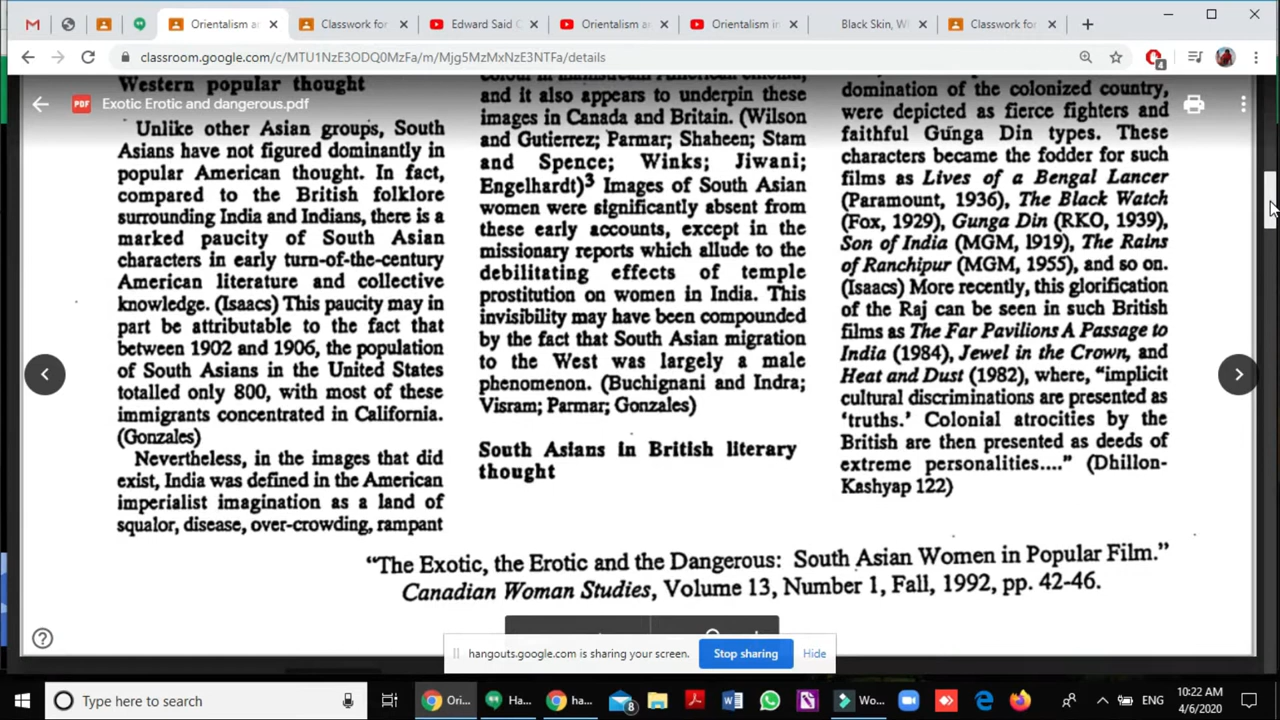 Orientalism a
Classwork for
Edward Said C
Orientalism a
Orientalism in
Black Skin, W
Classwork for
classroom.google.com/c/MTU1NzE3ODQ0MzFa/m/Mjg5MzMxNzE3NTFa/details
4
Exotic Erotic and dangerous.pdf
Western popular thought
Unlike other Asian groups, South
Asians have not figured dominantly in
popular American thought. In fact,
compared to the British folklore
surrounding India and Indians, there is a
marked paucity of South Asian
characters in early turn-of-the-century
American literature and collective
knowledge. (Isaacs) This paucity may in
part be attributable to the fact that
between 1902 and 1906, the population
of South Asians in the United States
totalled only 800, with most of these
immigrants concentrated in California.
(Gonzales)
Nevertheless, in the images that did
exist, India was defined in the American
imperialist imagination as a land of
squalor, disease, over-crowding, rampant
colour in mainstream American cinema,
and it also appears to underpin these
images in Canada and Britain. (Wilson
and Gutierrez; Parmar; Shaheen; Stam
and Spence; Winks; Jiwani;
Engelhardt)3 Images of South Asian
women were significantly absent from
these early accounts, except in the
missionary reports which allude to the
debilitating effects of temple
prostitution on women in India. This
invisibility may have been compounded
by the fact that South Asian migration
to the West was largely a male
phenomenon. (Buchignani and Indra;
Visram; Parmar; Gonzales)
South Asians in British literary
thought
domination of the colonized country,
were depicted as fierce fighters and
faithful Gunga Din types. These
characters became the fodder for such
films as Lives of a Bengal Lancer
(Paramount, 1936), The Black Watch
(Fox, 1929), Gunga Din (RKO, 1939),
Son of India (MGM, 1919), The Rains
of Ranchipur (MGM, 1955), and so on.
(Isaacs) More recently, this glorification
of the Raj can be seen in such British
films as The Far Pavilions A Passage to
India (1984), Jewel in the Crown, and
Heat and Dust (1982), where, "implicit
cultural discriminations are presented as
'truths.' Colonial atrocities by the
British are then presented as deeds of
extreme personalities...." (Dhillon-
Kashyap 122)
"The Exotic, the Erotic and the Dangerous: South Asian Women in Popular Film."
Canadian Woman Studies, Volume 13, Number 1, Fall, 1992, pp. 42-46.
hangouts.google.com is sharing your screen. Stop sharing Hide
Type here to search
Ori...
Ha...
ha...
8
Wo...
ENG
10:22 AM
4/6/2020